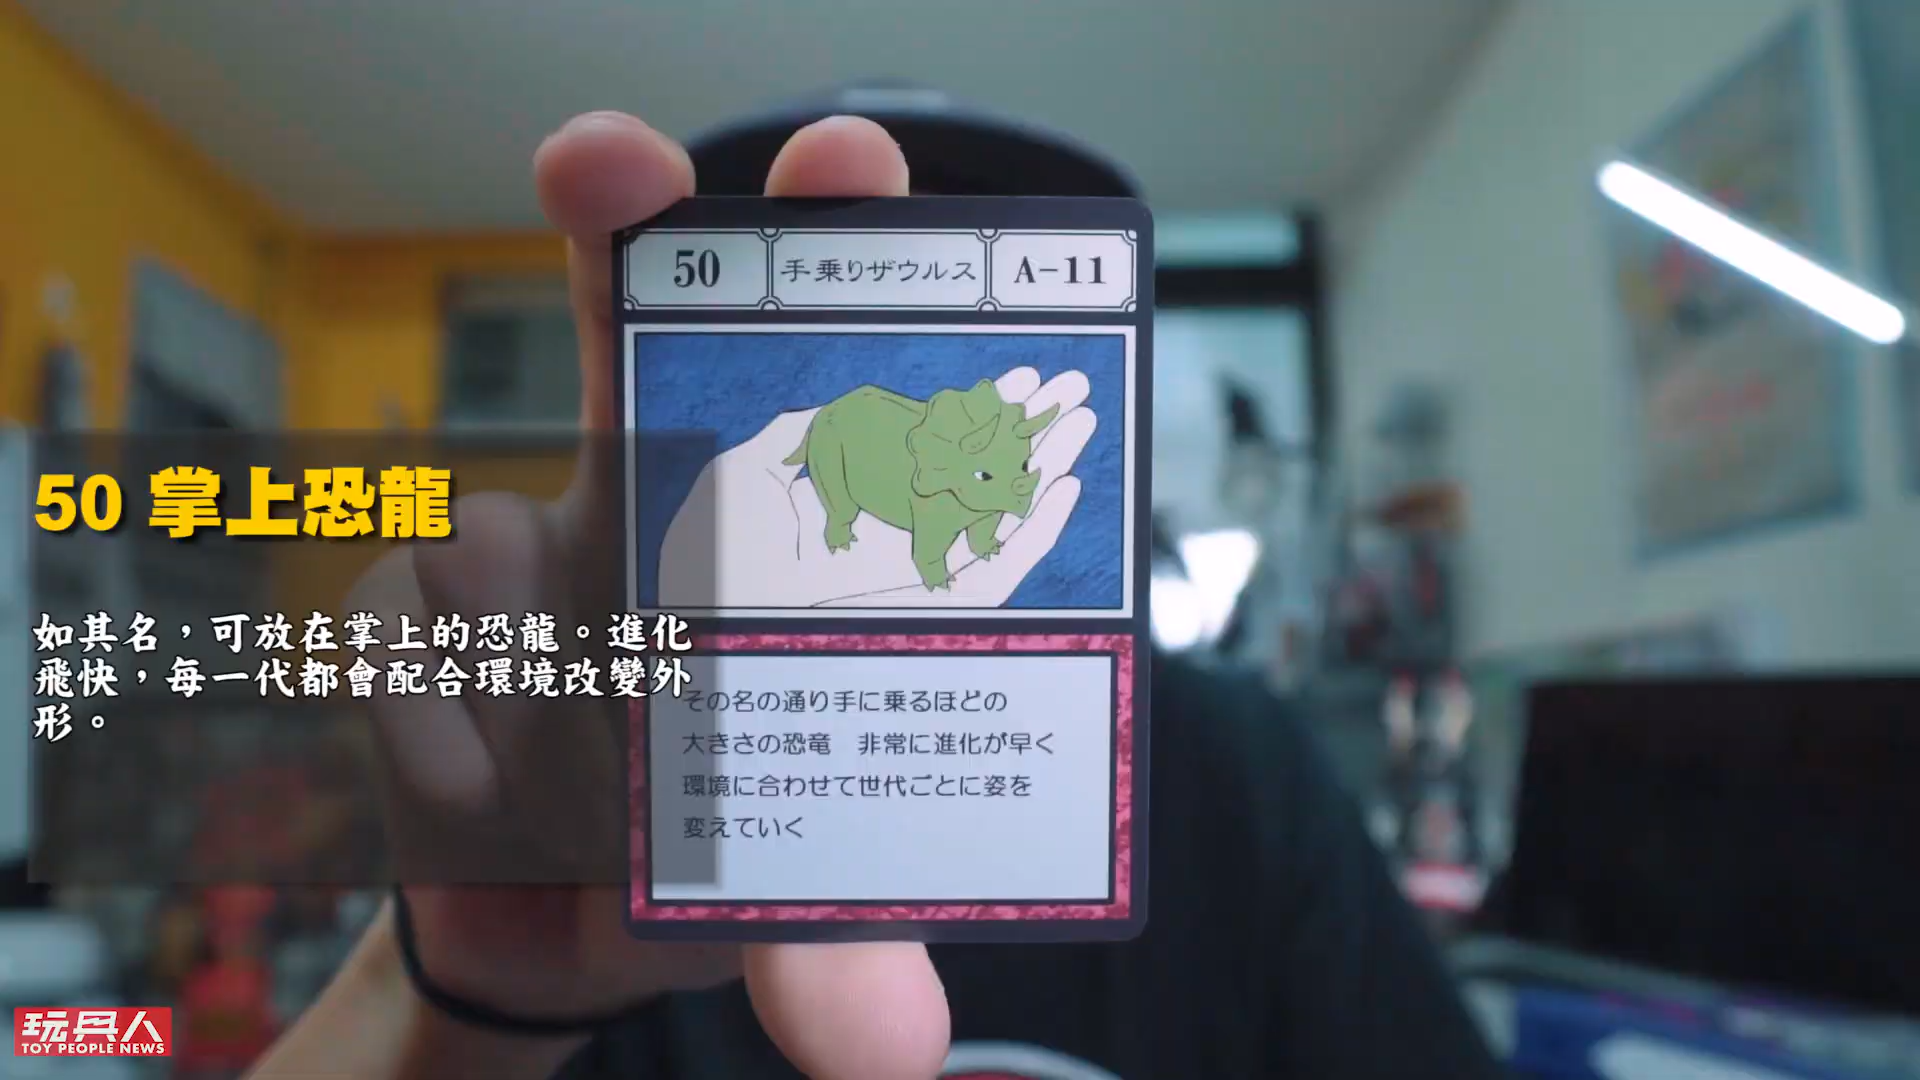 50
手乗りザウルス
A-11
50 掌上恐龍
如其名，可放在掌上的恐龍。進化
飛快，每一代都會配合環境改變外
形。
その名の通り手に乗るほどの
大きさの恐竜　非常に進化が早く
環境に合わせて世代ごとに姿を
変えていく
玩具人
TOY PEOPLE NEWS